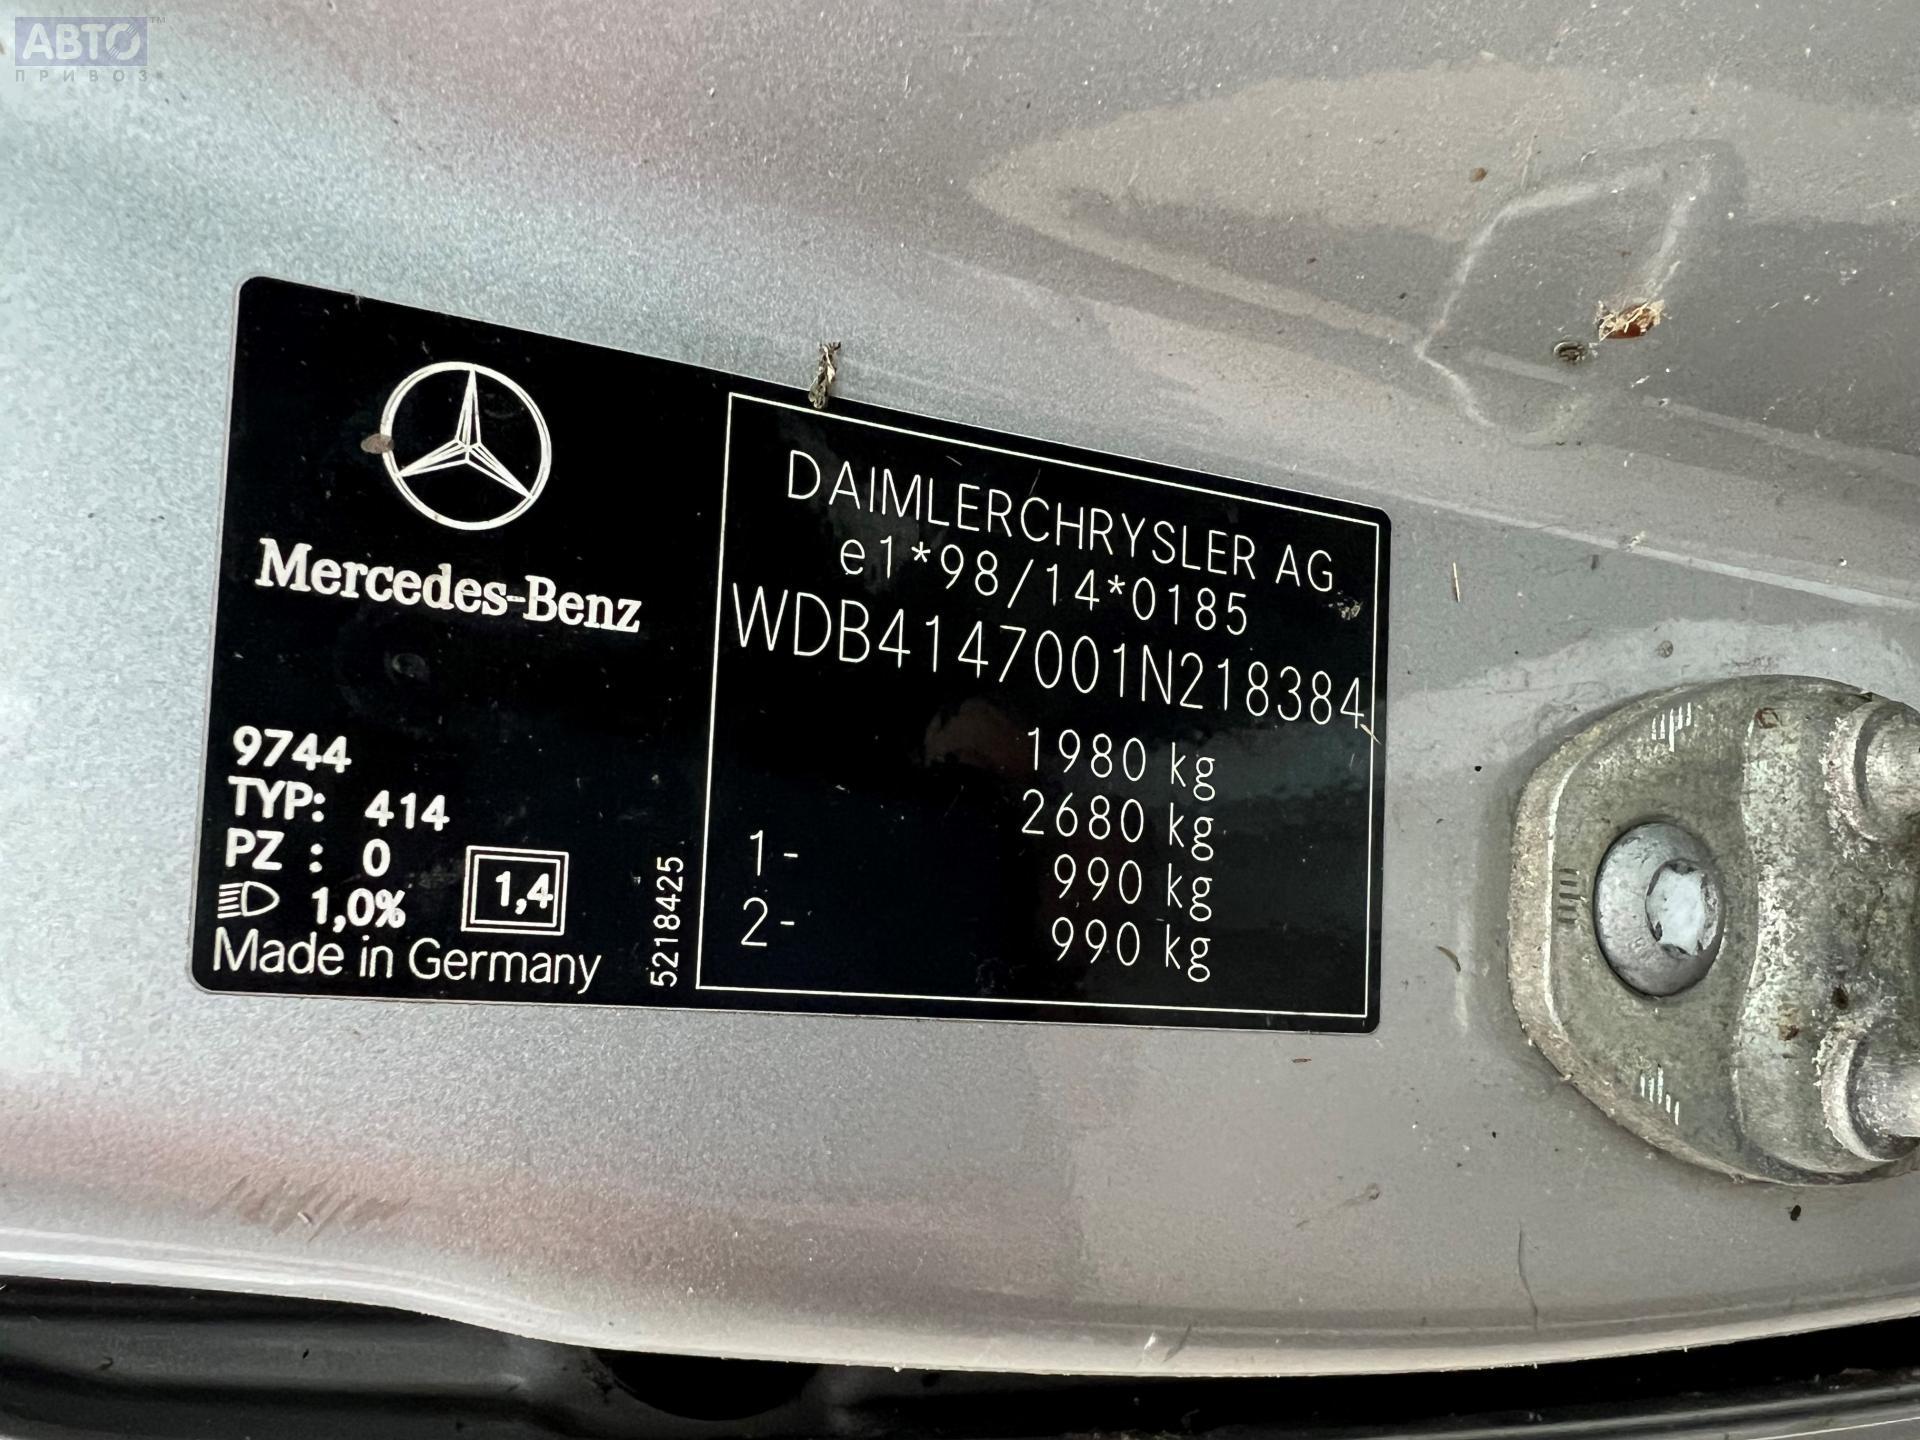 АВТО™
ПРИВОЗ
Mercedes-Benz
9744
TYP: 414
PZ : 0
1,0%
1,4
Made in Germany
5218425
DAIMLERCHRYSLER AG
e1*98/14*0185
WDB4147001N218384
1980 kg
2680 kg
1- 990 kg
2- 990 kg